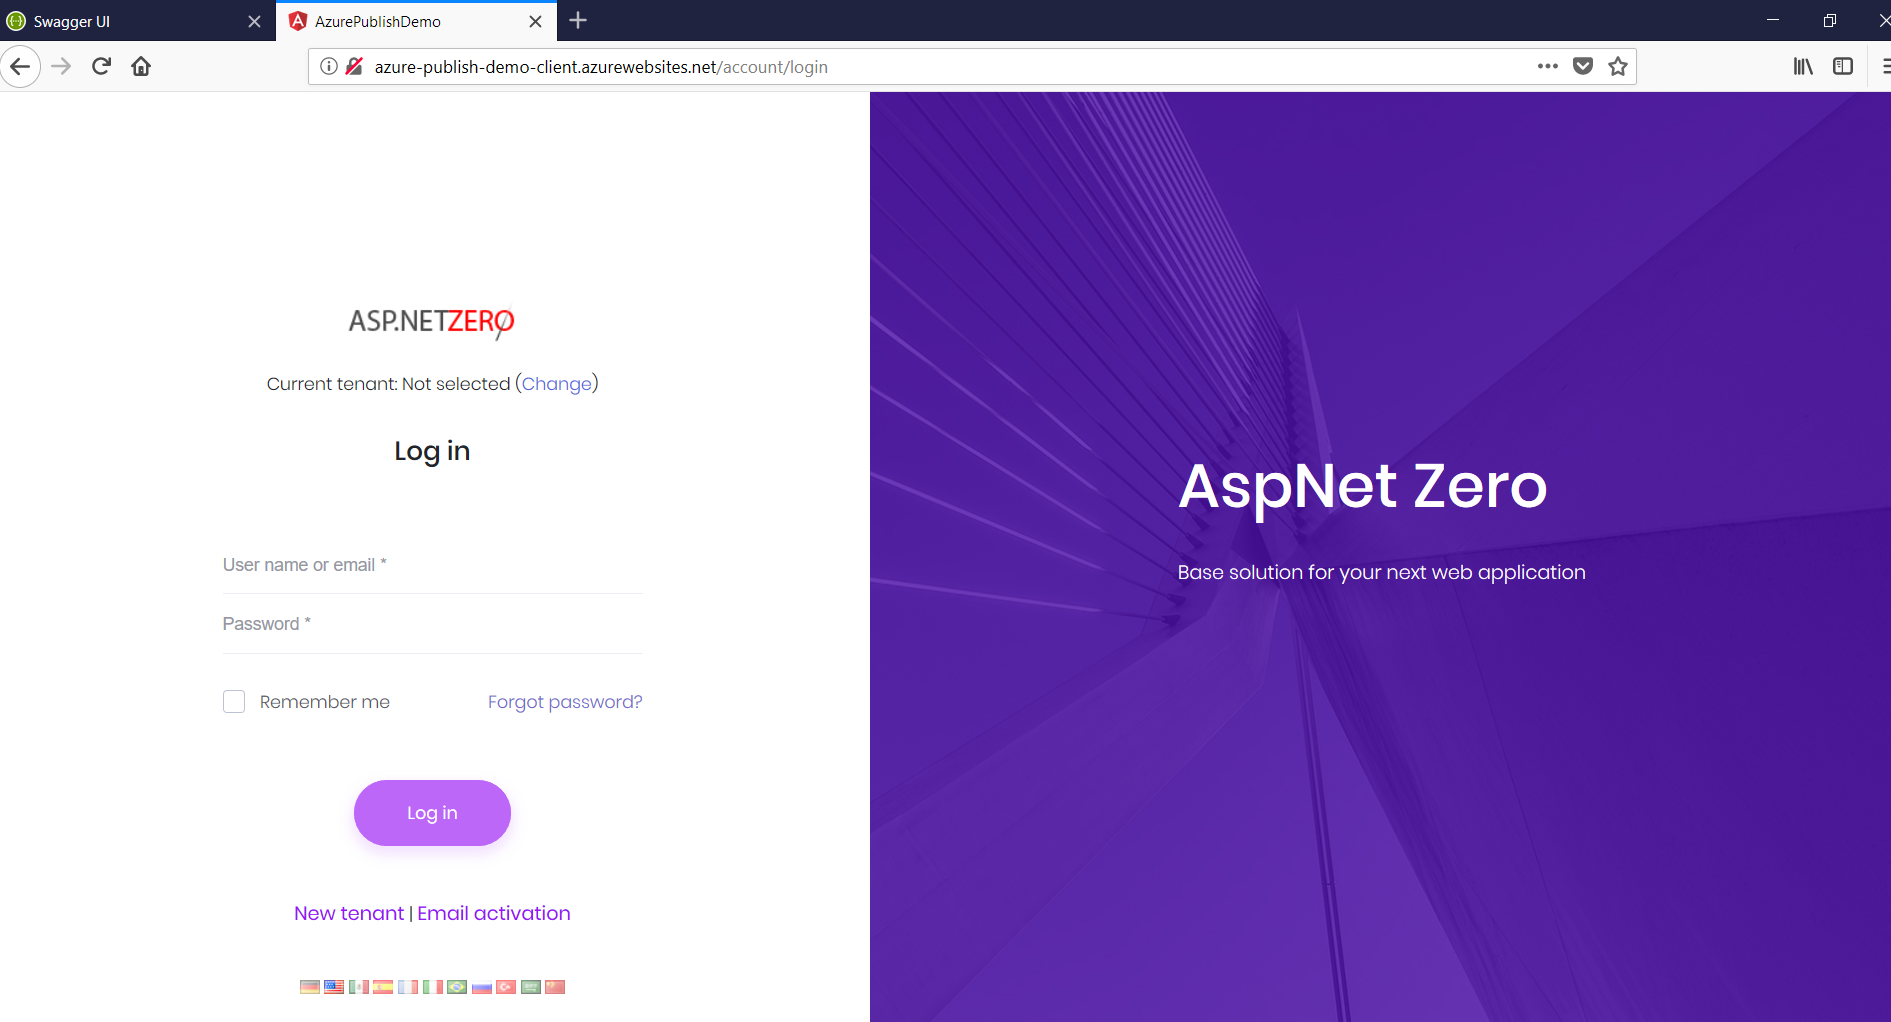 Swagger UI
AzurePublishDemo
azure-publish-demo-client.azurewebsites.net/account/login
ASP.NETZERO
Current tenant: Not selected (Change)
Log in
User name or email *
Password *
Remember me
Forgot password?
Log in
New tenant | Email activation
AspNet Zero
Base solution for your next web application